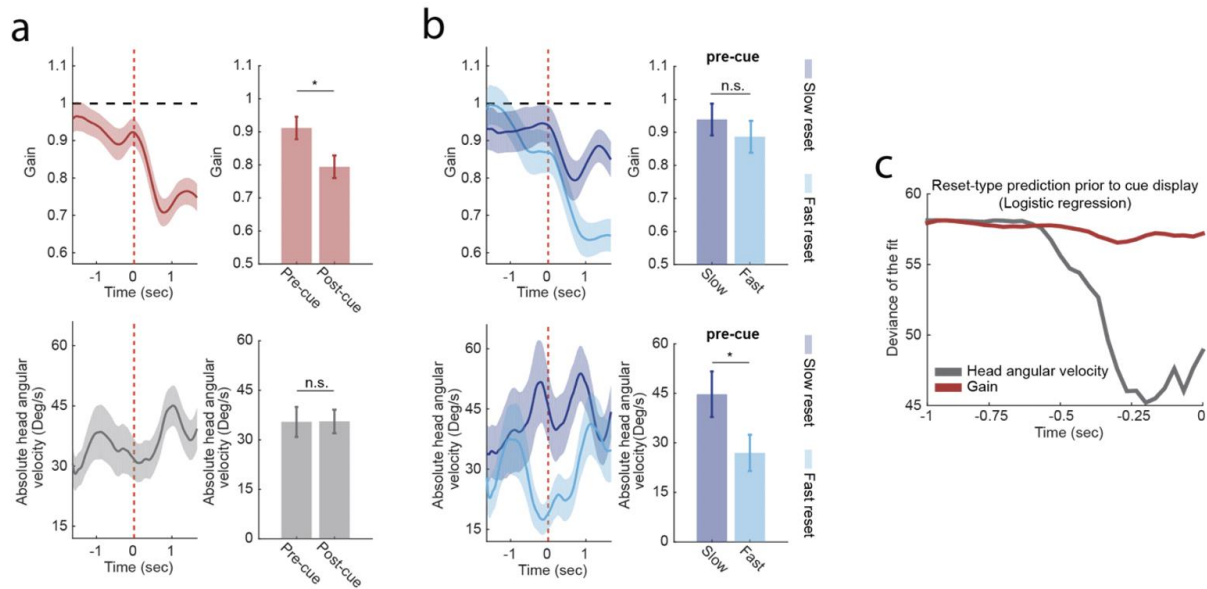 a
1.1
1
0.9
0.8
0.7
0.6
Gain
-1
0
1
Time (sec)
1.1
1
0.9
0.8
0.7
0.6
0.5
Gain
*
Pre-cue
Post-cue
60
45
30
15
Absolute head angular
velocity (Deg/s)
-1
0
1
Time (sec)
60
45
30
15
0
Absolute head angular
velocity (Deg/s)
n.s.
Pre-cue
Post-cue
b
1.1
1
0.9
0.8
0.7
0.6
Gain
-1
0
1
Time (sec)
pre-cue
1.1
1
0.9
0.8
0.7
0.6
0.5
Gain
n.s.
Slow
Fast
Slow reset
Fast reset
60
45
30
15
Absolute head angular
velocity(Deg/s)
-1
0
1
Time (sec)
pre-cue
60
45
30
15
0
Absolute head angular
velocity(Deg/s)
*
Slow
Fast
Slow reset
Fast reset
c
Reset-type prediction prior to cue display
(Logistic regression)
60
55
50
45
Deviance of the fit
Head angular velocity
Gain
-1
-0.75
-0.5
-0.25
0
Time (sec)